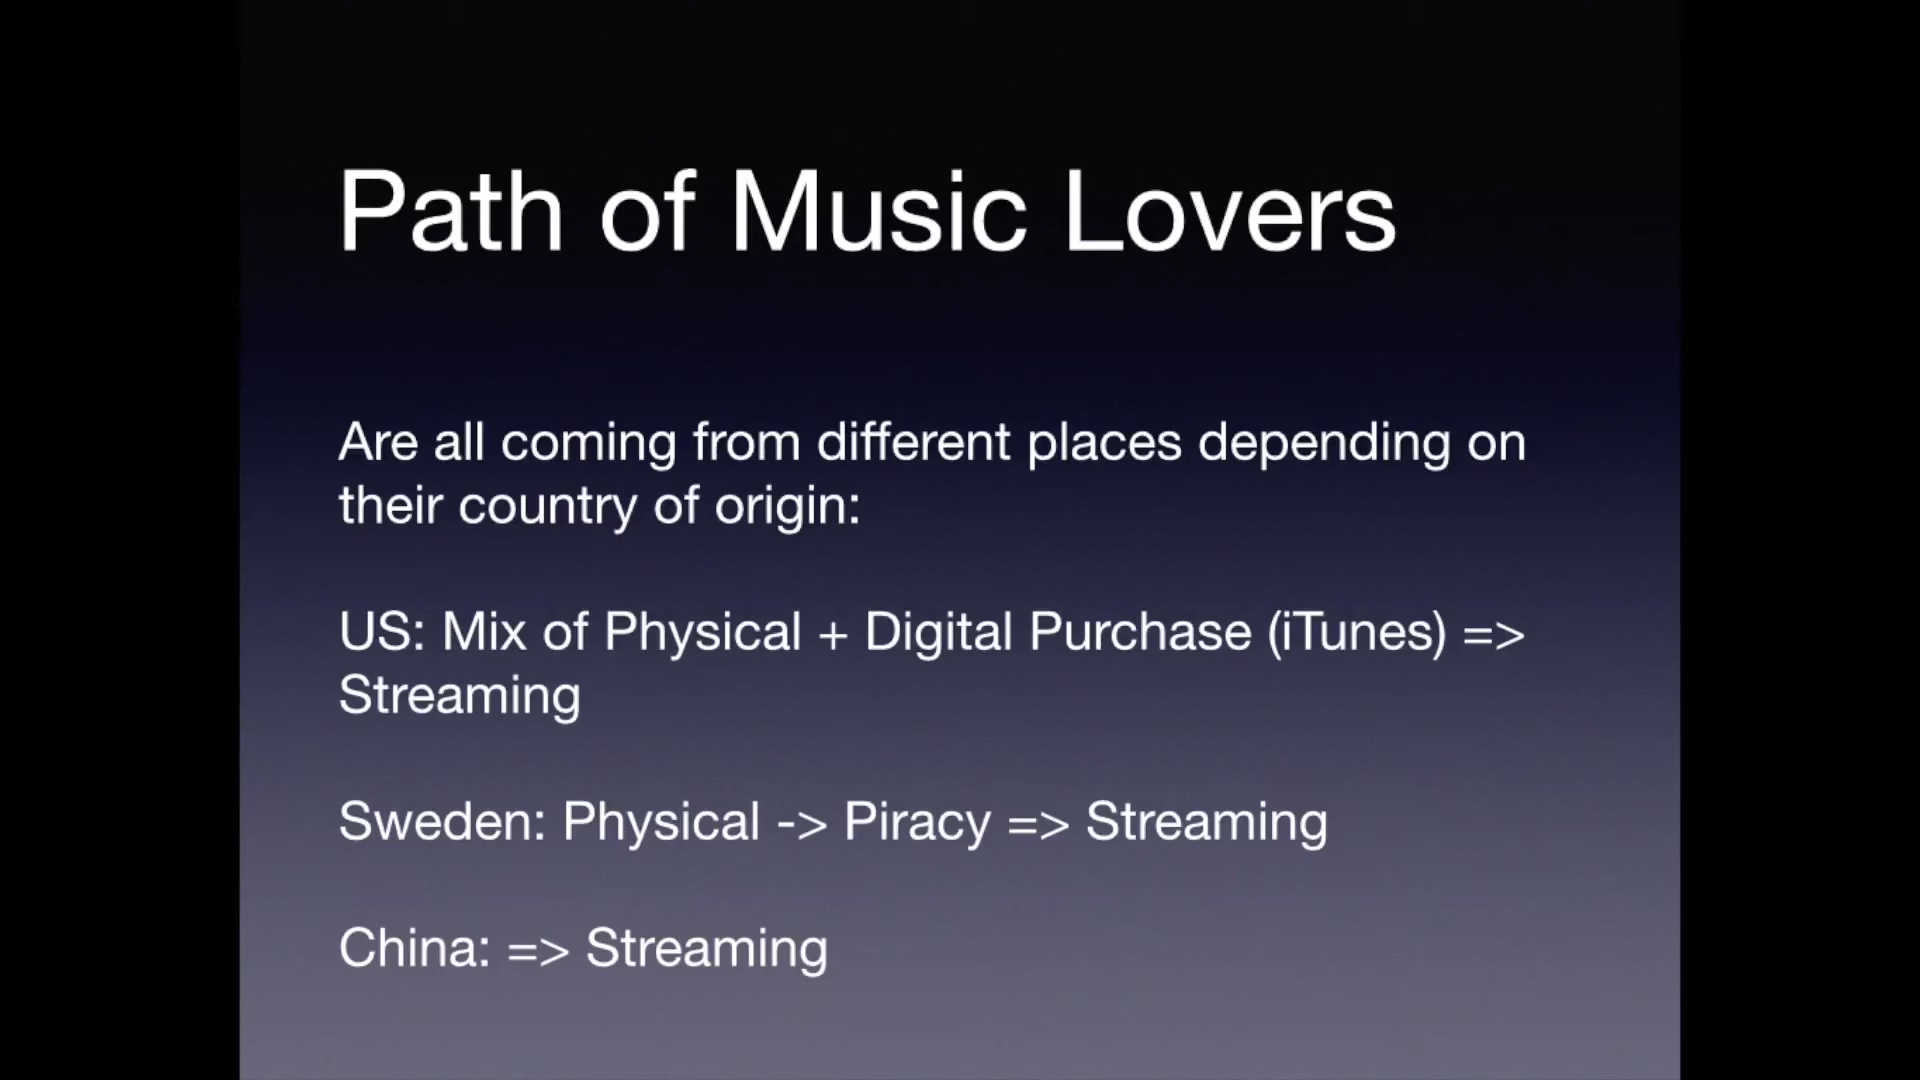 Path of Music Lovers
Are all coming from different places depending on
their country of origin:
US: Mix of Physical + Digital Purchase (iTunes) =>
Streaming
Sweden: Physical -> Piracy => Streaming
China: => Streaming